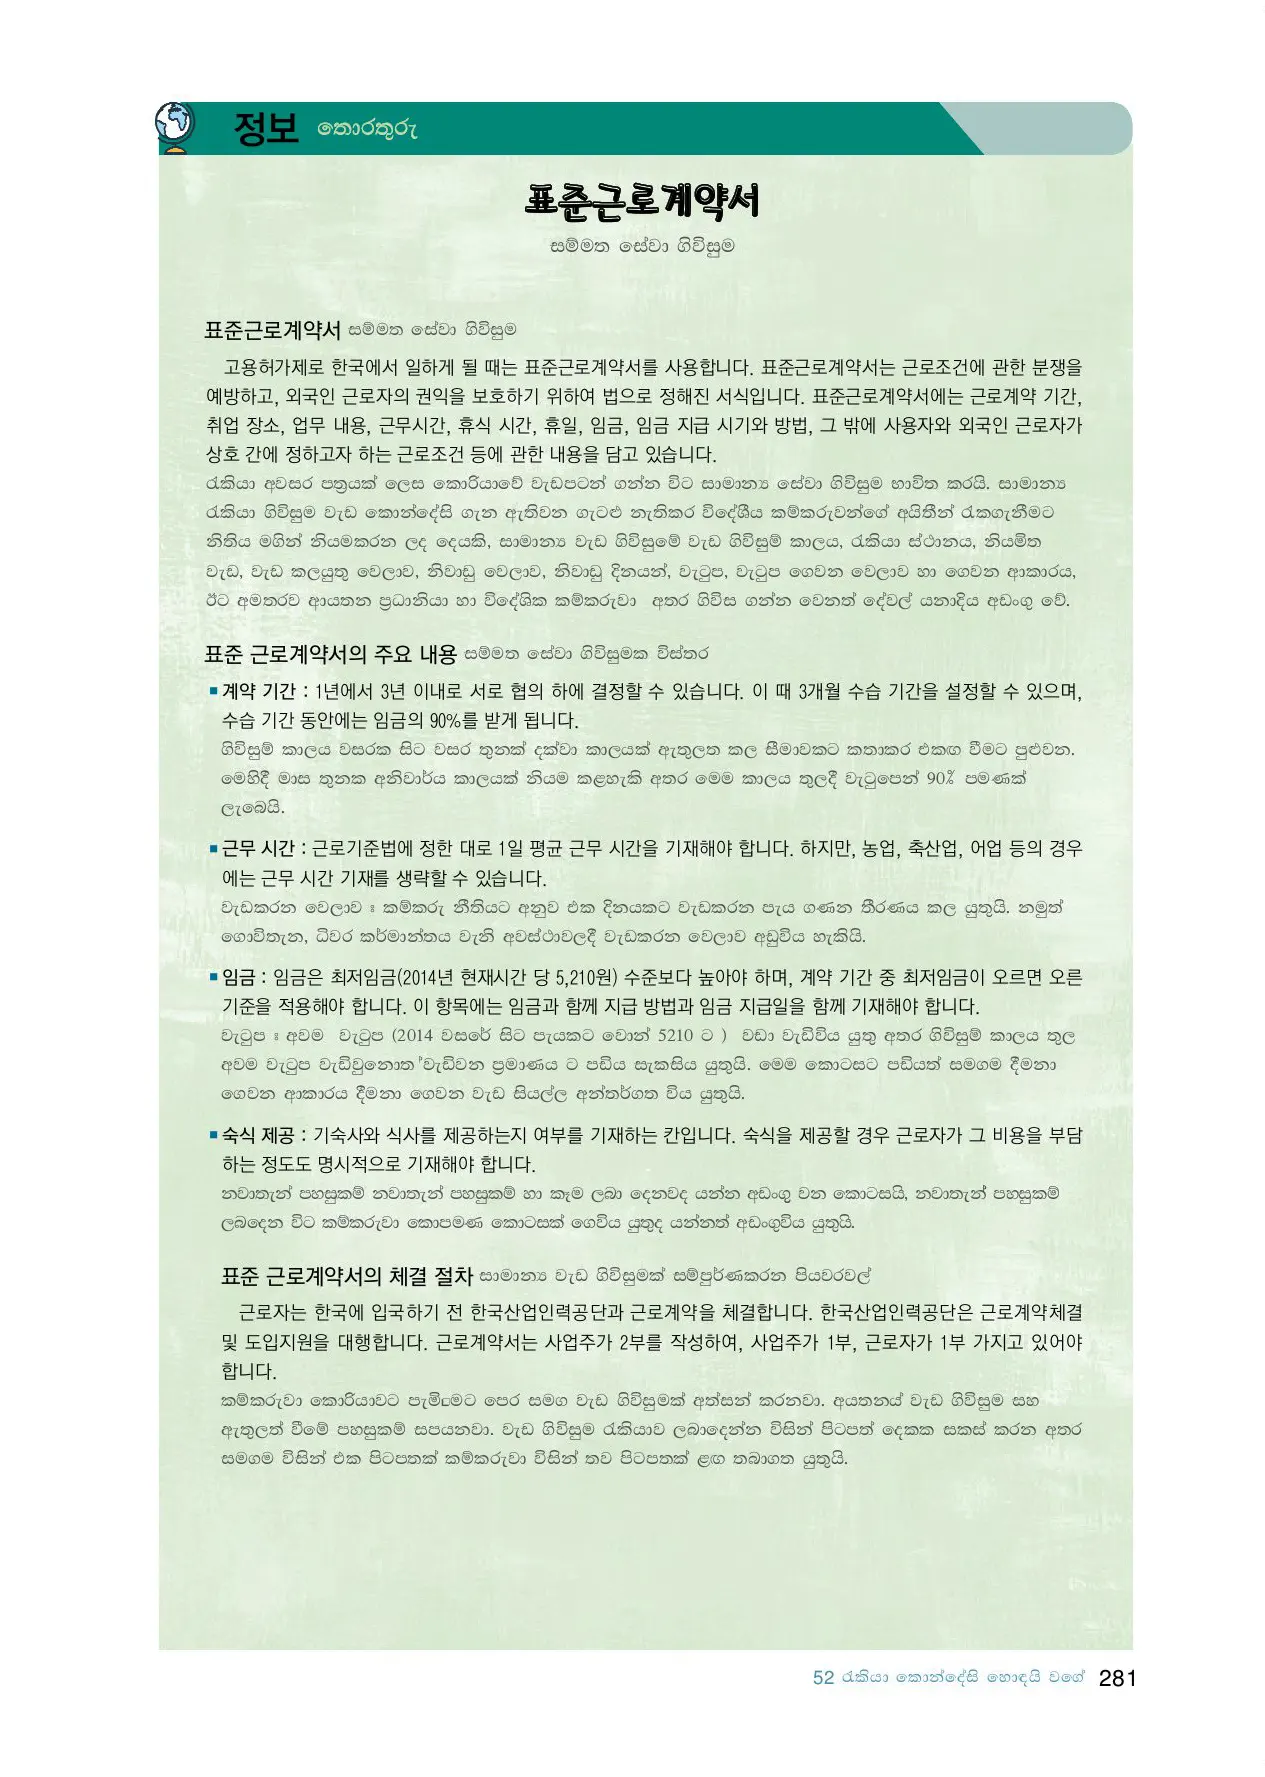 정보 තොරතුරු
표준근로계약서
සම්මත සේවා ගිවිසුම
표준근로계약서 සම්මත සේවා ගිවිසුම
고용허가제로 한국에서 일하게 될 때는 표준근로계약서를 사용합니다. 표준근로계약서는 근로조건에 관한 분쟁을
예방하고, 외국인 근로자의 권익을 보호하기 위하여 법으로 정해진 서식입니다. 표준근로계약서에는 근로계약 기간,
취업 장소, 업무 내용, 근무시간, 휴식 시간, 휴일, 임금, 임금 지급 시기와 방법, 그 밖에 사용자와 외국인 근로자가
상호 간에 정하고자 하는 근로조건 등에 관한 내용을 담고 있습니다.
රැකියා අවසර පත්‍රයක් ලෙස කොරියාවේ වැඩපටන් ගන්න විට සාමාන්‍ය සේවා ගිවිසුම භාවිත කරයි. සාමාන්‍ය
රැකියා ගිවිසුම වැඩ කොන්දේසි ගැන ඇතිවන ගැටළු නැතිකර විදේශීය කම්කරුවන්ගේ අයිතීන් රැකගැනීමට
නිතිය මගින් නියමකරන ලද දෙයකි, සාමාන්‍ය වැඩ ගිවිසුමේ වැඩ ගිවිසුම් කාලය, රැකියා ස්ථානය, නියමිත
වැඩ, වැඩ කලයුතු වෙලාව, නිවාඩු වෙලාව, නිවාඩු දිනයන්, වැටුප, වැටුප ගෙවන වෙලාව හා ගෙවන ආකාරය,
ඊට අමතරව ආයතන ප්‍රධානියා හා විදේශික කම්කරුවා අතර ගිවිස ගන්න වෙනත් දේවල් යනාදිය අඩංගු වේ.
표준 근로계약서의 주요 내용 සම්මත සේවා ගිවිසුමක විස්තර
■ 계약 기간 : 1년에서 3년 이내로 서로 협의 하에 결정할 수 있습니다. 이 때 3개월 수습 기간을 설정할 수 있으며,
수습 기간 동안에는 임금의 90%를 받게 됩니다.
ගිවිසුම් කාලය වසරක සිට වසර තුනක් දක්වා කාලයක් ඇතුලත කල සීමාවකට කතාකර එකඟ වීමට පුළුවන.
මෙහිදී මාස තුනක අනිවාර්ය කාලයක් නියම කළහැකි අතර මෙම කාලය තුලදී වැටුපෙන් 90% පමණක්
ලැබෙයි.
■ 근무 시간 : 근로기준법에 정한 대로 1일 평균 근무 시간을 기재해야 합니다. 하지만, 농업, 축산업, 어업 등의 경우
에는 근무 시간 기재를 생략할 수 있습니다.
වැඩකරන වෙලාව : කම්කරු නීතියට අනුව එක දිනයකට වැඩකරන පැය ගණන තීරණය කල යුතුයි. නමුත්
ගොවිතැන, ධිවර කර්මාන්තය වැනි අවස්ථාවලදී වැඩකරන වෙලාව අඩුවිය හැකියි.
■ 임금 : 임금은 최저임금(2014년 현재시간 당 5,210원) 수준보다 높아야 하며, 계약 기간 중 최저임금이 오르면 오른
기준을 적용해야 합니다. 이 항목에는 임금과 함께 지급 방법과 임금 지급일을 함께 기재해야 합니다.
වැටුප : අවම වැටුප (2014 වසරේ සිට පැයකට වොන් 5210 ට ) වඩා වැඩිවිය යුතු අතර ගිවිසුම් කාලය තුල
අවම වැටුප වැඩිවුනොත 'වැඩිවන ප්‍රමාණය ට පඩිය සැකසිය යුතුයි. මෙම කොටසට පඩියත් සමගම දීමනා
ගෙවන ආකාරය දීමනා ගෙවන වැඩ සියල්ල අන්තර්ගත විය යුතුයි.
■ 숙식 제공 : 기숙사와 식사를 제공하는지 여부를 기재하는 칸입니다. 숙식을 제공할 경우 근로자가 그 비용을 부담
하는 정도도 명시적으로 기재해야 합니다.
නවාතැන් පහසුකම් නවාතැන් පහසුකම් හා කෑම ලබා දෙනවද යන්න අඩංගු වන කොටසයි, නවාතැන් පහසුකම්
ලබදෙන විට කම්කරුවා කොපමණ කොටසක් ගෙවිය යුතුද යන්නත් අඩංගුවිය යුතුයි.
표준 근로계약서의 체결 절차 සාමාන්‍ය වැඩ ගිවිසුමක් සම්පුර්ණකරන පියවරවල්
근로자는 한국에 입국하기 전 한국산업인력공단과 근로계약을 체결합니다. 한국산업인력공단은 근로계약체결
및 도입지원을 대행합니다. 근로계약서는 사업주가 2부를 작성하여, 사업주가 1부, 근로자가 1부 가지고 있어야
합니다.
කම්කරුවා කොරියාවට පෙර සමග වැඩ ගිවිසුමක් අත්සන් කරනවා. අයතනය් වැඩ ගිවිසුම සහ
ඇතුලත් වීමේ පහසුකම් සපයනවා. වැඩ ගිවිසුම රැකියාව ලබාදෙන්න විසින් පිටපත් දෙකක සකස් කරන අතර
සමගම විසින් එක පිටපතක් කම්කරුවා විසින් තව පිටපතක් ළඟ තබාගත යුතුයි.
52 රැකියා කොන්දේසි හොඳයි වගේ 281